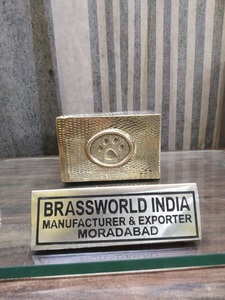 BRASSWORLD INDIA
MANUFACTURER & EXPORTER
MORADABAD